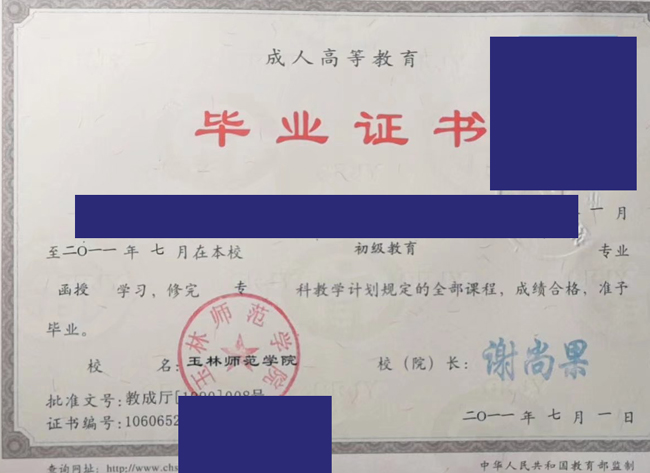 成人高等教育
毕业证书
一月
至二〇一一年 七月在本校 初级教育 专业
函授 学习，修完 专 科教学计划规定的全部课程，成绩合格，准予
毕业。
校 名：玉林师范学院 校（院）长：谢尚果
玉林师范学院
批准文号：教成厅[1999]008号
证书编号：1060652
二〇一一年 七月 一日
查询网址：http://www.chs
中华人民共和国教育部监制